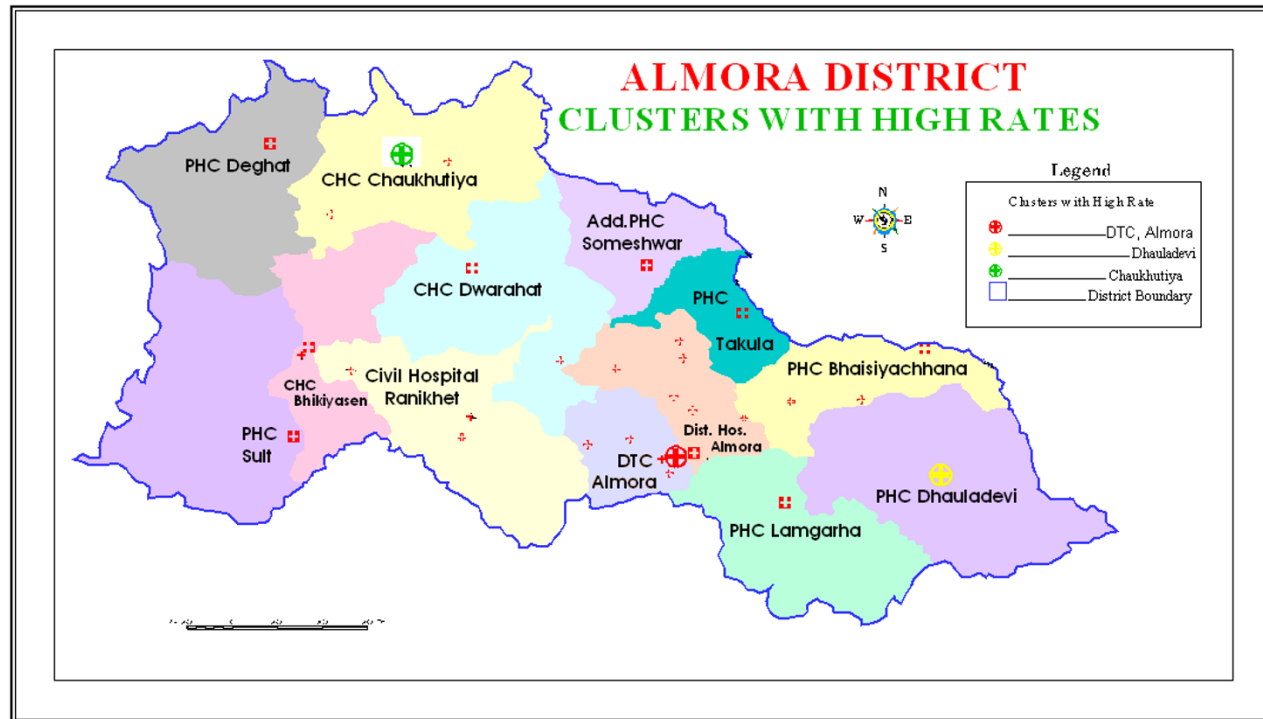 ALMORA DISTRICT
CLUSTERS WITH HIGH RATES
PHC Deghat
CHC Chaukhutiya
Add.PHC
Someshwar
CHC Dwarahat
PHC
Takula
PHC Bhaisiyachhana
Civil Hospital
Ranikhet
CHC
Bhikiyasen
PHC
Sult
Dist. Hos.
Almora
DTC
Almora
PHC Dhauladevi
PHC Lamgarha
N
W E
S
Legend
Clusters with High Rate
DTC, Almora
Dhauladevi
Chaukhutiya
District Boundary